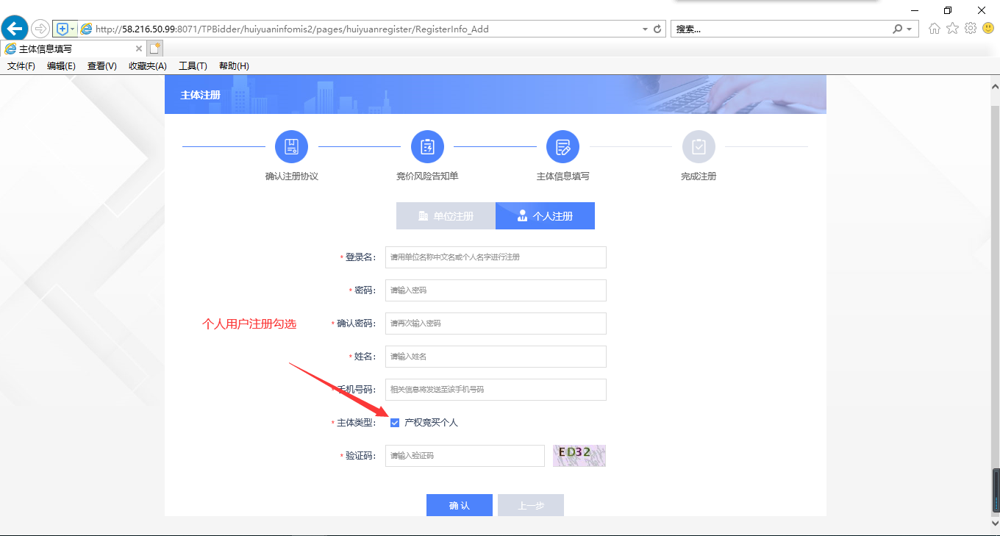 http://58.216.50.99:8071/TPBidder/huiyuaninfomis2/pages/huiyuanregister/RegisterInfo_Add
搜索...
主体信息填写
文件(F) 编辑(E) 查看(V) 收藏夹(A) 工具(T) 帮助(H)
主体注册
确认注册协议 竞价风险告知单 主体信息填写 完成注册
单位注册 个人注册
* 登录名: 请用单位名称中文名或个人名字进行注册
* 密码: 请输入密码
个人用户注册勾选
* 确认密码: 请再次输入密码
* 姓名: 请输入姓名
* 手机号码: 相关信息将发送至该手机号码
* 主体类型: 产权竞买个人
* 验证码: 请输入验证码 ED32
确 认 上一步